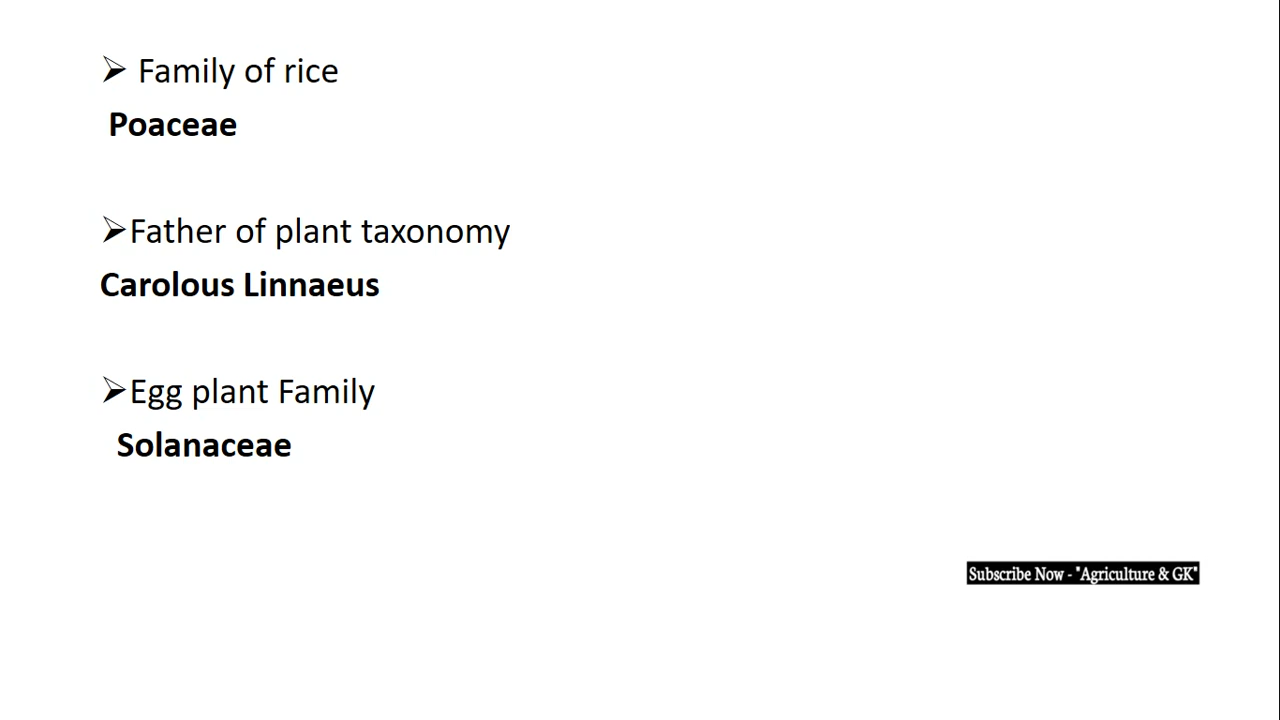 ➢ Family of rice
Poaceae
➢Father of plant taxonomy
Carolous Linnaeus
➢Egg plant Family
Solanaceae
Subscribe Now - "Agriculture & GK"